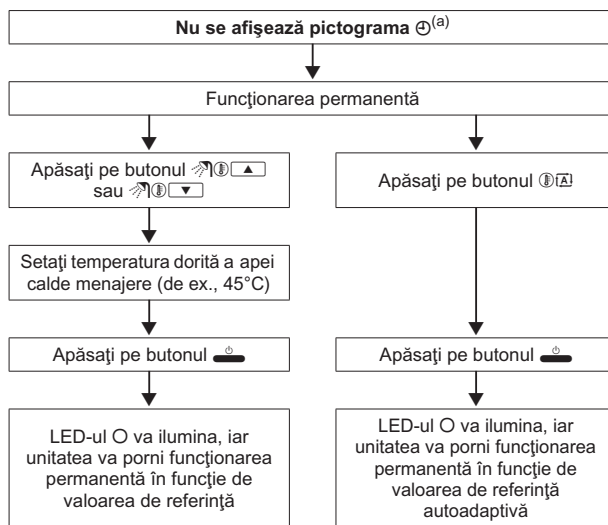 Nu se afişează pictograma (a)
Funcţionarea permanentă
Apăsaţi pe butonul ▲
sau ▼
Setaţi temperatura dorită a apei
calde menajere (de ex., 45°C)
Apăsaţi pe butonul
LED-ul O va ilumina, iar
unitatea va porni funcţionarea
permanentă în funcţie de
valoarea de referinţă
Apăsaţi pe butonul A
Apăsaţi pe butonul
LED-ul O va ilumina, iar
unitatea va porni funcţionarea
permanentă în funcţie de
valoarea de referinţă
autoadaptivă